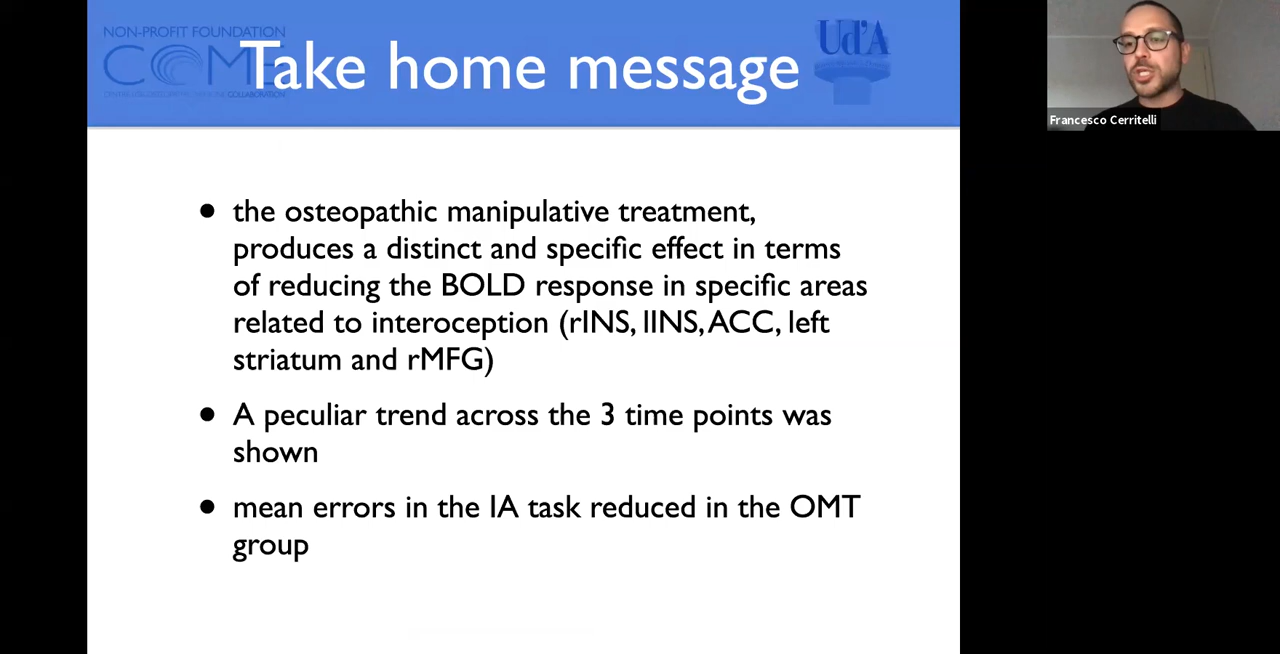 NON-PROFIT FOUNDATION
COME
Ud'A
Take home message
• the osteopathic manipulative treatment,
produces a distinct and specific effect in terms
of reducing the BOLD response in specific areas
related to interoception (rINS, lINS, ACC, left
striatum and rMFG)
• A peculiar trend across the 3 time points was
shown
• mean errors in the IA task reduced in the OMT
group
Francesco Cerritelli